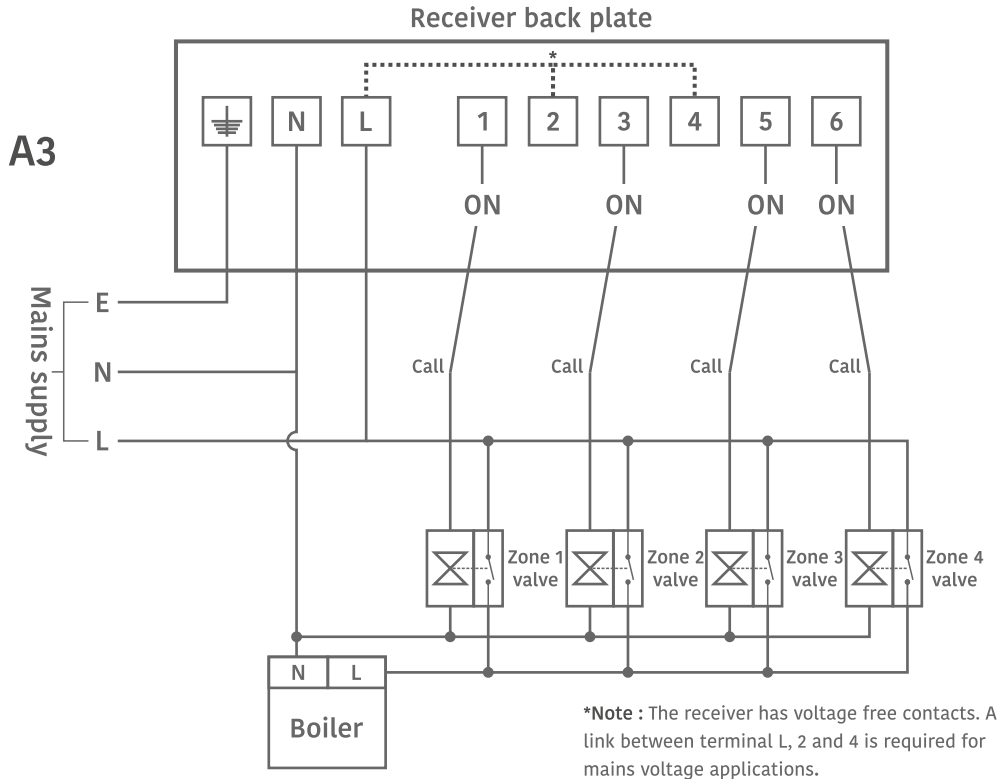 Receiver back plate
*
N L 1 2 3 4 5 6
A3
ON ON ON ON
Mains supply
E
N
L
Call Call Call Call
Zone 1
valve
Zone 2
valve
Zone 3
valve
Zone 4
valve
N L
Boiler
*Note : The receiver has voltage free contacts. A
link between terminal L, 2 and 4 is required for
mains voltage applications.